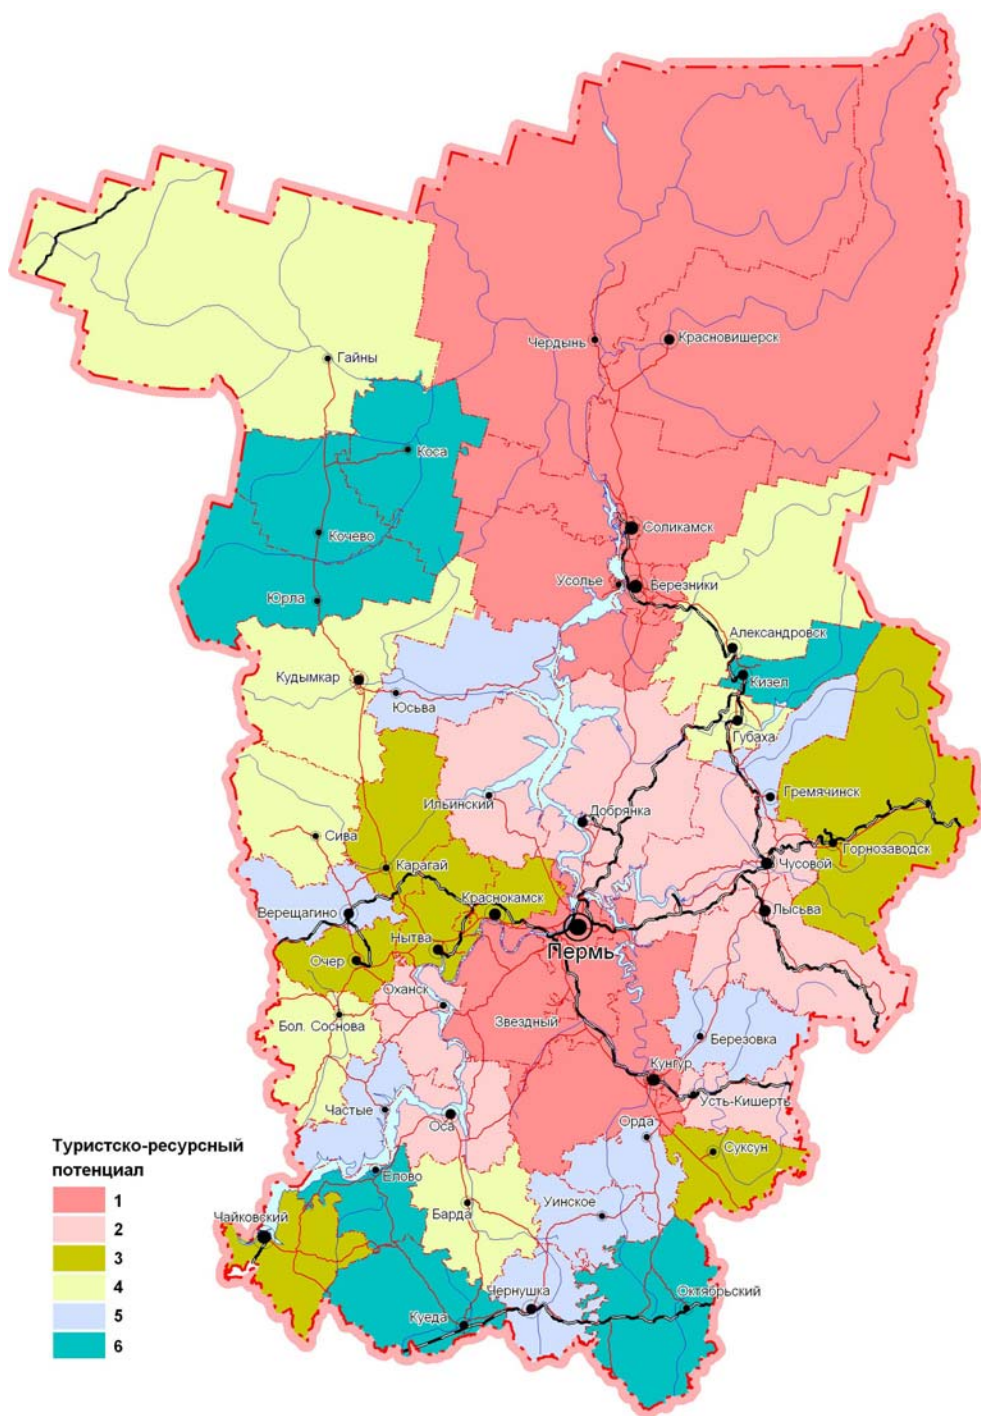 Чердынь
Красновишерск
Гайны
Коса
Соликамск
Кочево
Усолье
Березники
Юрла
Александровск
Кудымкар
Кизел
Юсьва
Губаха
Ильинский
Гремячинск
Добрянка
Сива
Горнозаводск
Карагай
Чусовой
Верещагино
Краснокамск
Лысьва
Нытва
Пермь
Очер
Оханск
Бол. Соснова
Звездный
Березовка
Кунгур
Частые
Усть-Кишерть
Оса
Орда
Суксун
Туристско-ресурсный
потенциал
Елово
1
Уинское
Чайковский
Барда
2
3
4
Чернушка
Октябрьский
5
Куеда
6